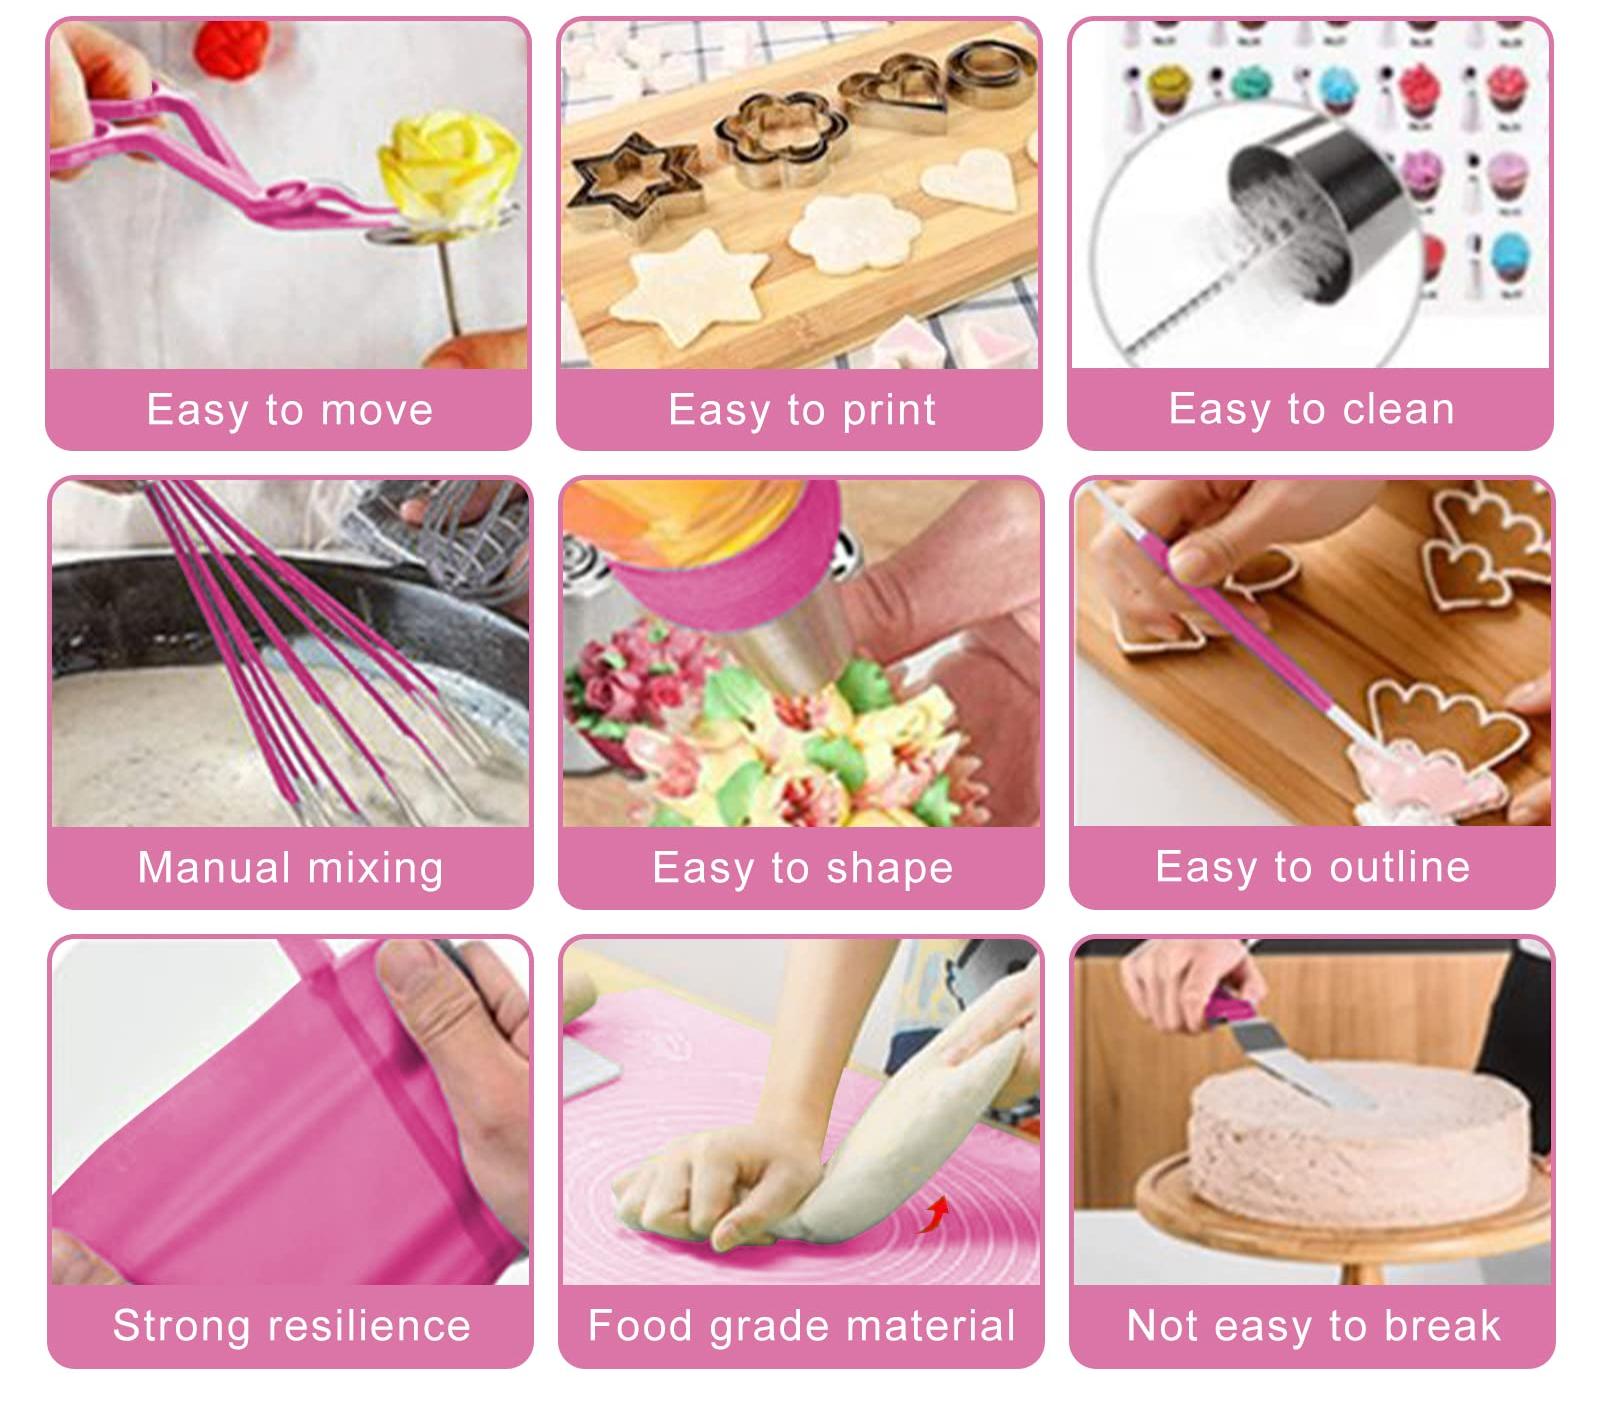 Easy to move
Easy to print
Easy to clean
Manual mixing
Easy to shape
Easy to outline
Strong resilience
Food grade material
Not easy to break